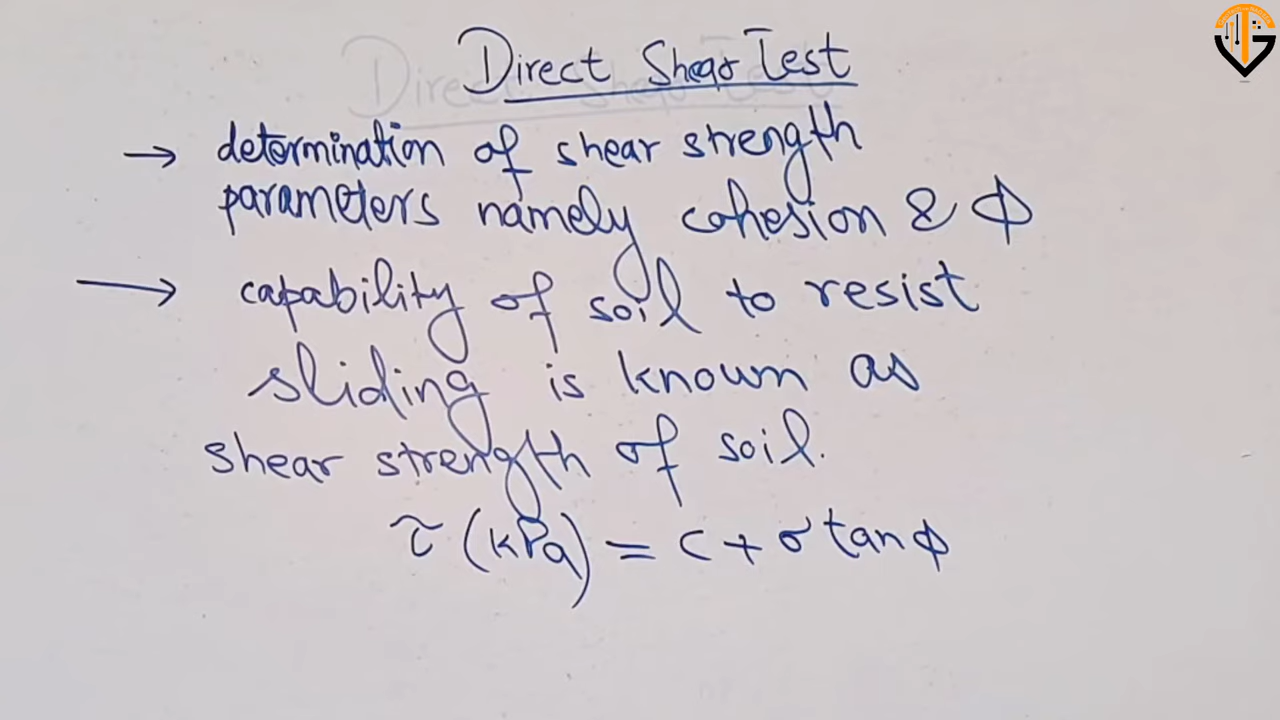 Direct Shear Test
→ determination of shear strength
parameters namely cohesion & Φ
→ capability of soil to resist
sliding is known as
shear strength of soil.
τ (kPa) = c + σ tan Φ